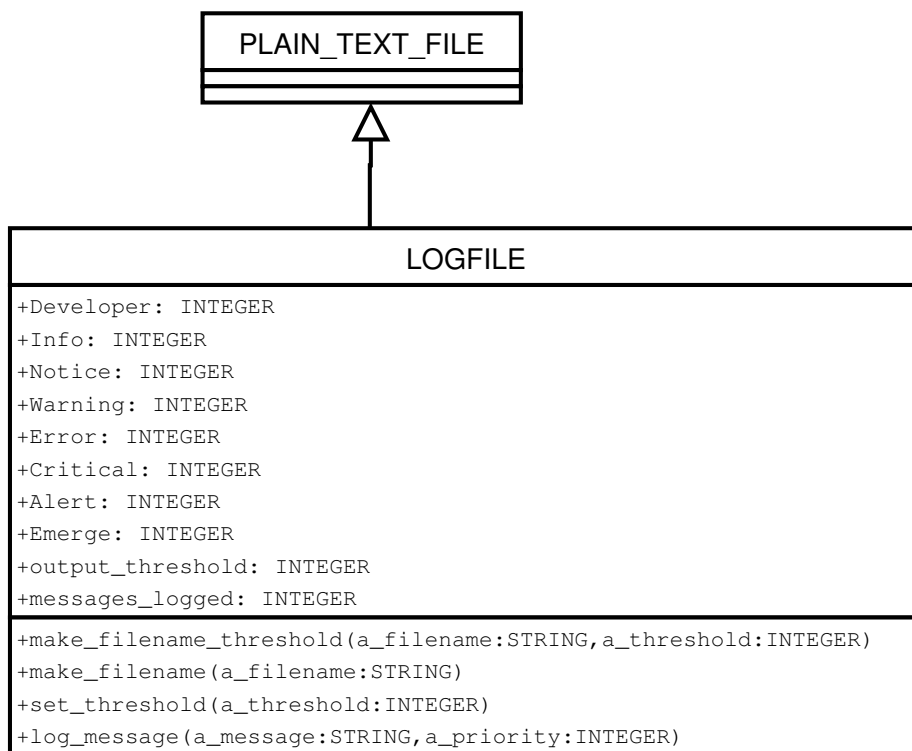 PLAIN_TEXT_FILE
LOGFILE
+Developer: INTEGER
+Info: INTEGER
+Notice: INTEGER
+Warning: INTEGER
+Error: INTEGER
+Critical: INTEGER
+Alert: INTEGER
+Emerge: INTEGER
+output_threshold: INTEGER
+messages_logged: INTEGER
+make_filename_threshold(a_filename:STRING,a_threshold:INTEGER)
+make_filename(a_filename:STRING)
+set_threshold(a_threshold:INTEGER)
+log_message(a_message:STRING,a_priority:INTEGER)